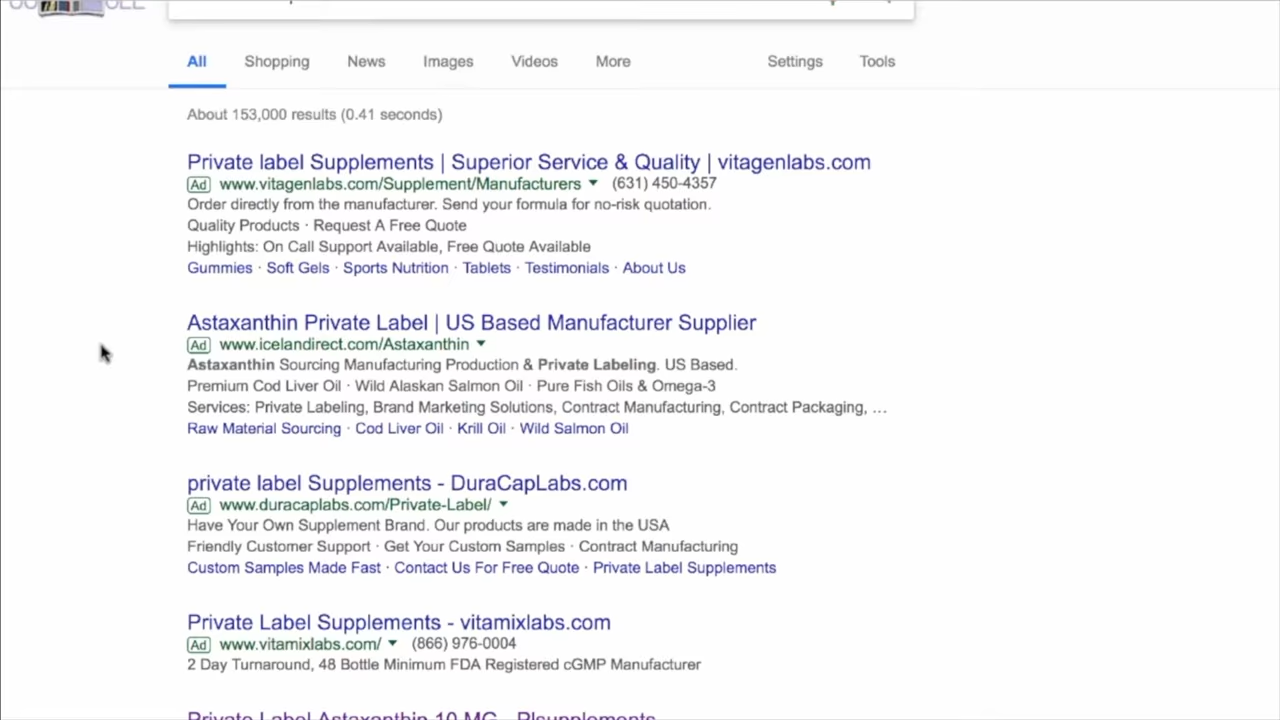 All Shopping News Images Videos More Settings Tools
About 153,000 results (0.41 seconds)
Private label Supplements | Superior Service & Quality | vitagenlabs.com
Ad www.vitagenlabs.com/Supplement/Manufacturers (631) 450-4357
Order directly from the manufacturer. Send your formula for no-risk quotation.
Quality Products · Request A Free Quote
Highlights: On Call Support Available, Free Quote Available
Gummies · Soft Gels · Sports Nutrition · Tablets · Testimonials · About Us
Astaxanthin Private Label | US Based Manufacturer Supplier
Ad www.icelandirect.com/Astaxanthin
Astaxanthin Sourcing Manufacturing Production & Private Labeling. US Based.
Premium Cod Liver Oil · Wild Alaskan Salmon Oil · Pure Fish Oils & Omega-3
Services: Private Labeling, Brand Marketing Solutions, Contract Manufacturing, Contract Packaging, ...
Raw Material Sourcing · Cod Liver Oil · Krill Oil · Wild Salmon Oil
private label Supplements - DuraCapLabs.com
Ad www.duracaplabs.com/Private-Label/
Have Your Own Supplement Brand. Our products are made in the USA
Friendly Customer Support · Get Your Custom Samples · Contract Manufacturing
Custom Samples Made Fast · Contact Us For Free Quote · Private Label Supplements
Private Label Supplements - vitamixlabs.com
Ad www.vitamixlabs.com/ (866) 976-0004
2 Day Turnaround, 48 Bottle Minimum FDA Registered cGMP Manufacturer
Private Label Astaxanthin 10 MG - Plsupplements